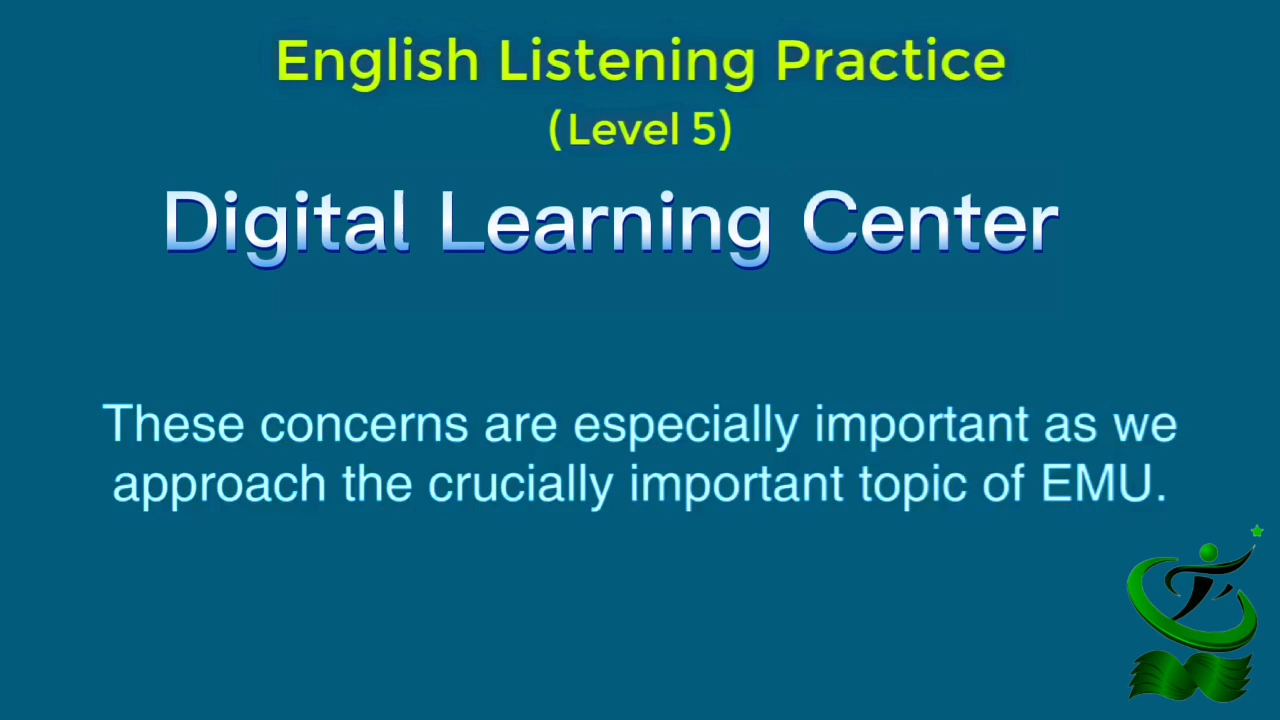 English Listening Practice
(Level 5)
Digital Learning Center
These concerns are especially important as we
approach the crucially important topic of EMU.